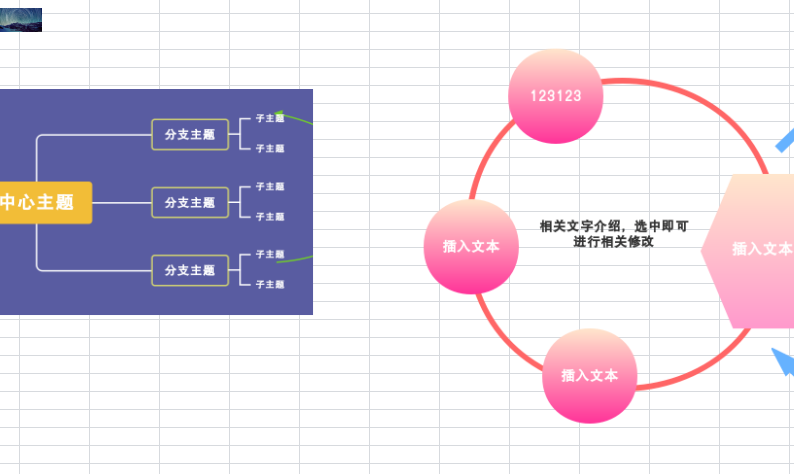 中心主题
分支主题
子主题
子主题
分支主题
子主题
子主题
分支主题
子主题
子主题
123123
插入文本
相关文字介绍，选中即可
进行相关修改
插入文本
插入文本